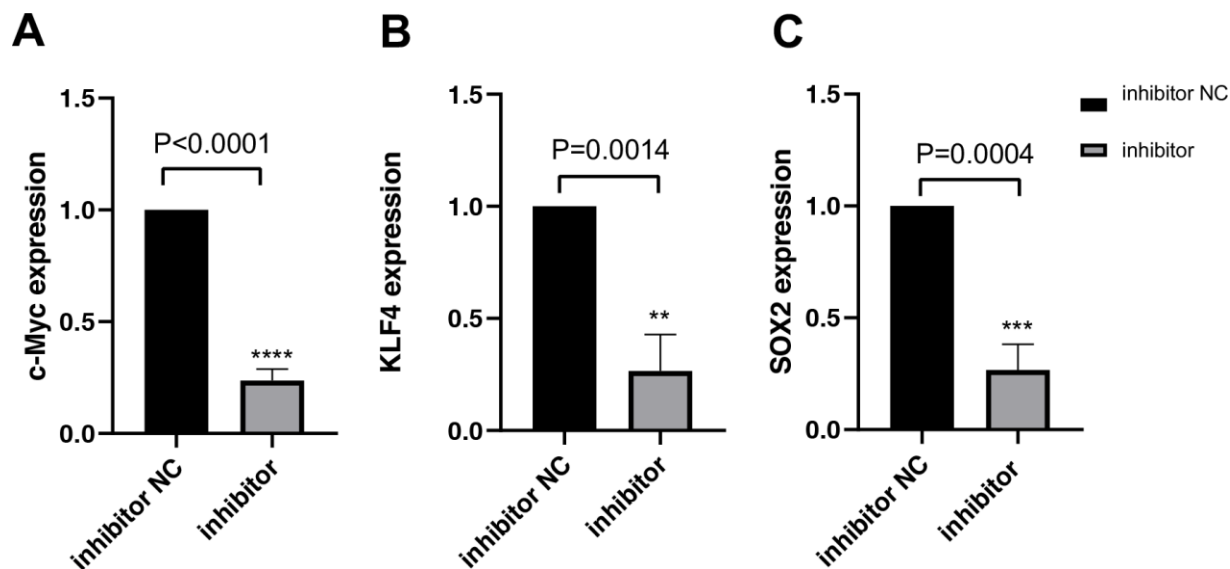 A
c-Myc expression
1.5
1.0
0.5
0.0
P<0.0001
****
inhibitor NC
inhibitor
B
KLF4 expression
1.5
1.0
0.5
0.0
P=0.0014
**
inhibitor NC
inhibitor
C
SOX2 expression
1.5
1.0
0.5
0.0
P=0.0004
***
inhibitor NC
inhibitor
inhibitor NC
inhibitor